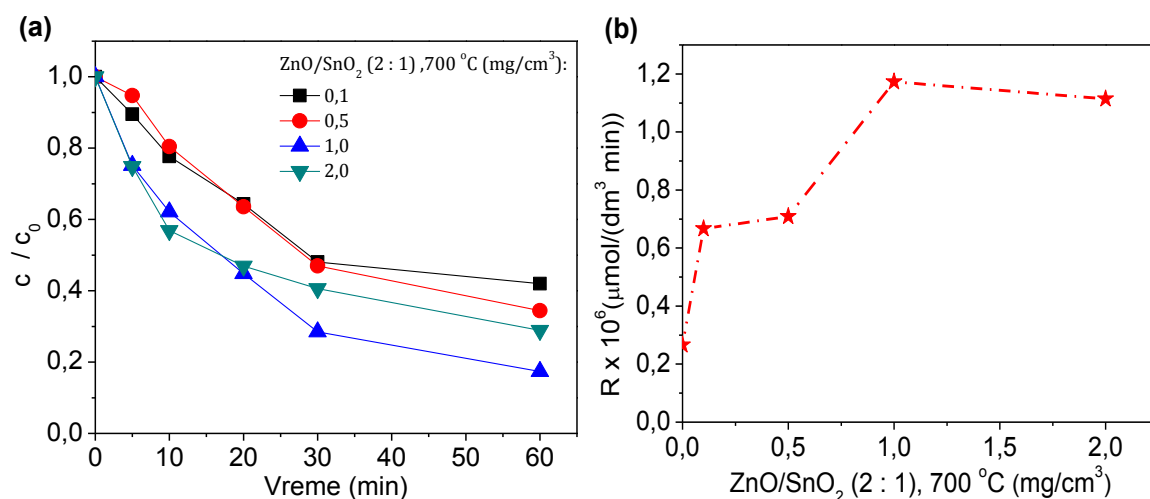 (a)
ZnO/SnO₂ (2 : 1) ,700 °C (mg/cm³):
0,1
0,5
1,0
2,0
1,0
0,8
0,6
0,4
0,2
0,0
c / c₀
0 10 20 30 40 50 60
Vreme (min)
(b)
1,2
1,0
0,8
0,6
0,4
0,2
0,0
R x 10⁶(μmol/(dm³ min))
0,0 0,5 1,0 1,5 2,0
ZnO/SnO₂ (2 : 1), 700 °C (mg/cm³)